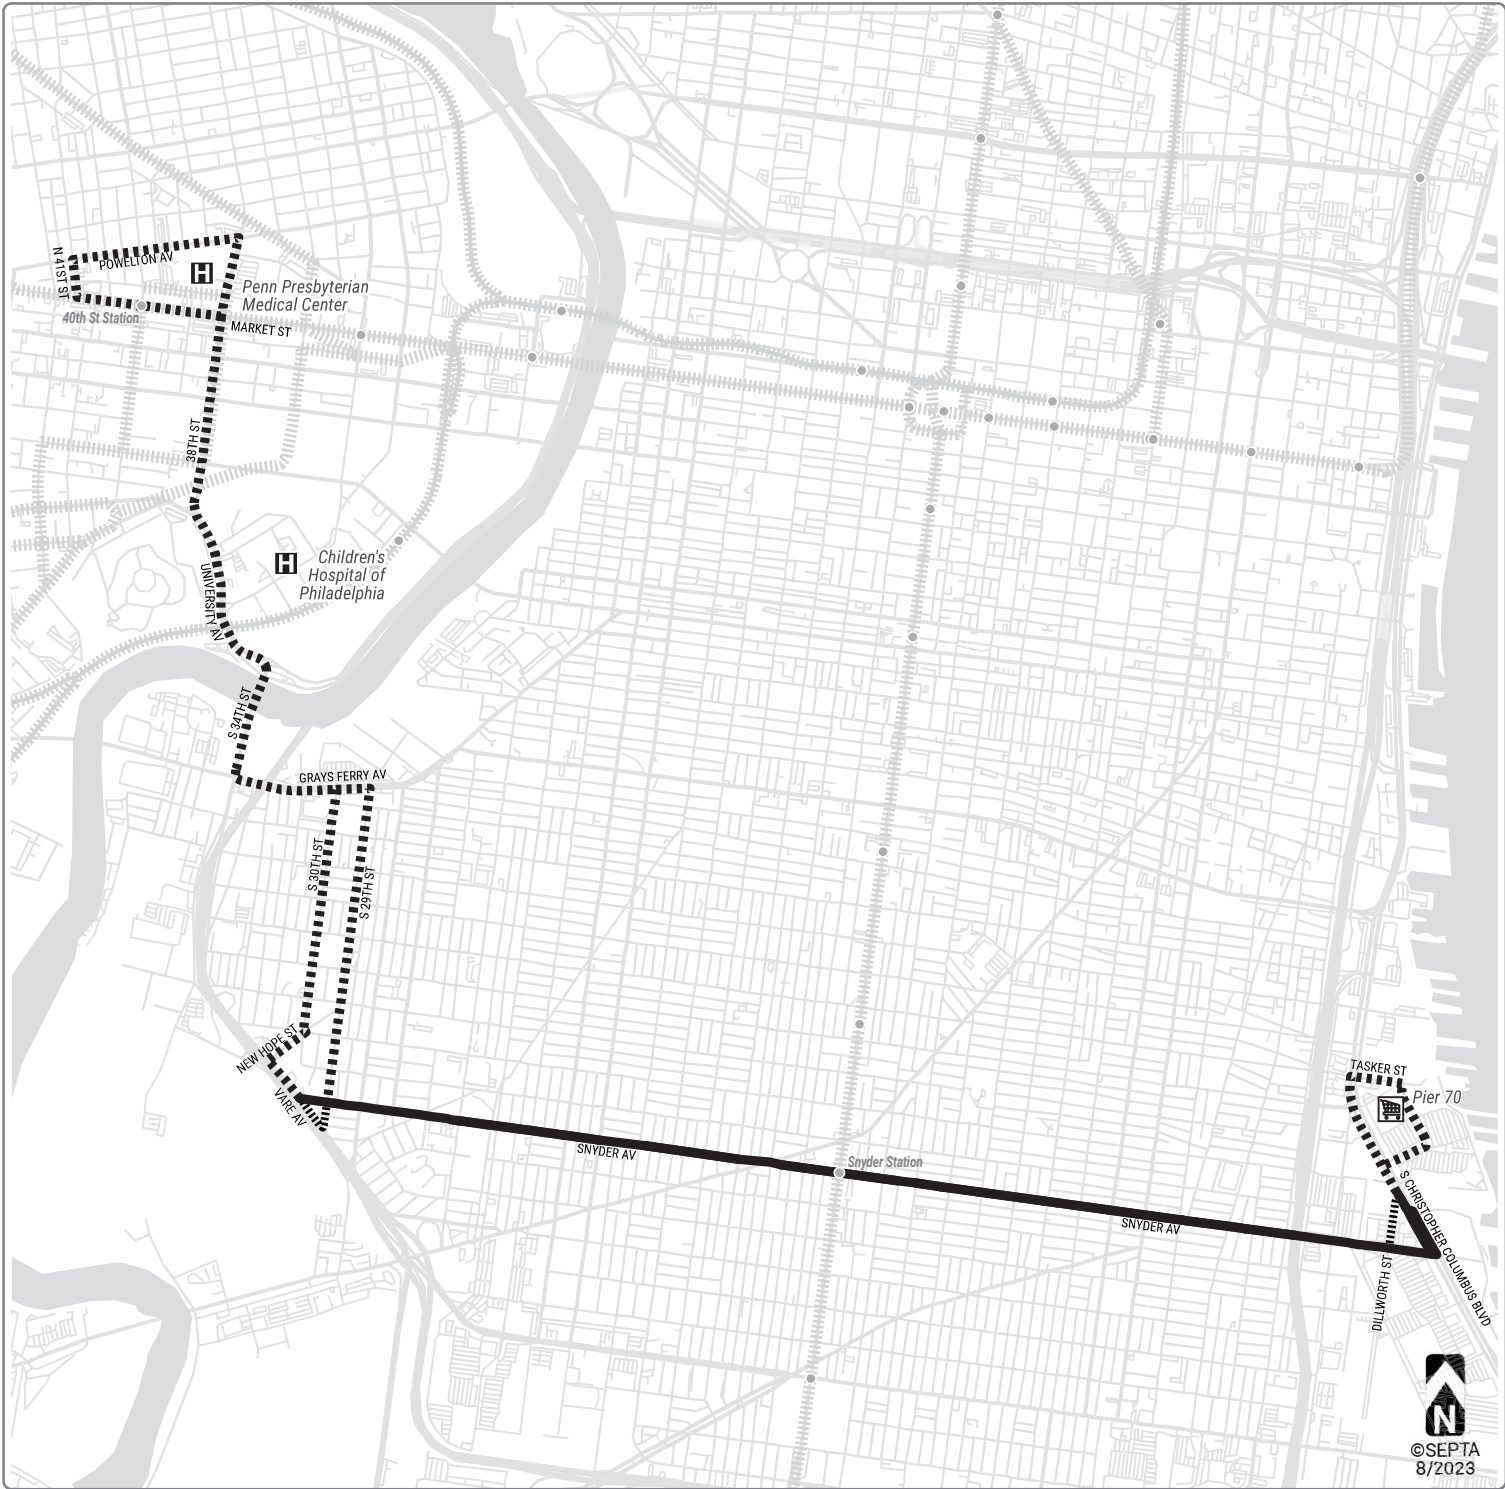 N 41ST ST
POWELTON AV
H
Penn Presbyterian
Medical Center
40th St Station
MARKET ST
38TH ST
H
Children's
Hospital of
Philadelphia
UNIVERSITY AV
S 34TH ST
GRAYS FERRY AV
S 30TH ST
S 29TH ST
NEW HOPE ST
VARE AV
SNYDER AV
Snyder Station
SNYDER AV
TASKER ST
Pier 70
S CHRISTOPHER COLUMBUS BLVD
DILLWORTH ST
N
©SEPTA
8/2023